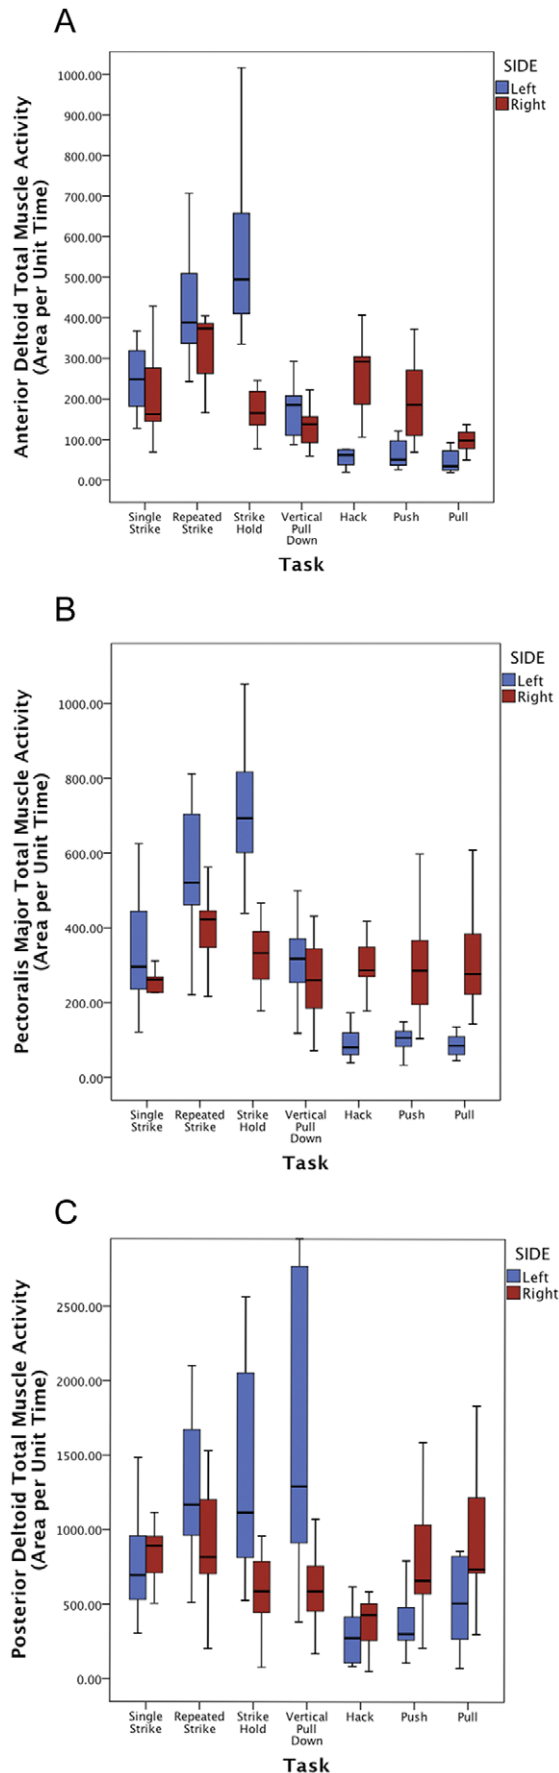 A
SIDE
Left
Right
Anterior Deltoid Total Muscle Activity
(Area per Unit Time)
1000.00
900.00
800.00
700.00
600.00
500.00
400.00
300.00
200.00
100.00
0.00
Single Strike
Repeated Strike
Strike Hold
Vertical Pull Down
Hack
Push
Pull
Task
B
SIDE
Left
Right
Pectoralis Major Total Muscle Activity
(Area per Unit Time)
1000.00
800.00
600.00
400.00
200.00
0.00
Single Strike
Repeated Strike
Strike Hold
Vertical Pull Down
Hack
Push
Pull
Task
C
SIDE
Left
Right
Posterior Deltoid Total Muscle Activity
(Area per Unit Time)
2500.00
2000.00
1500.00
1000.00
500.00
0.00
Single Strike
Repeated Strike
Strike Hold
Vertical Pull Down
Hack
Push
Pull
Task